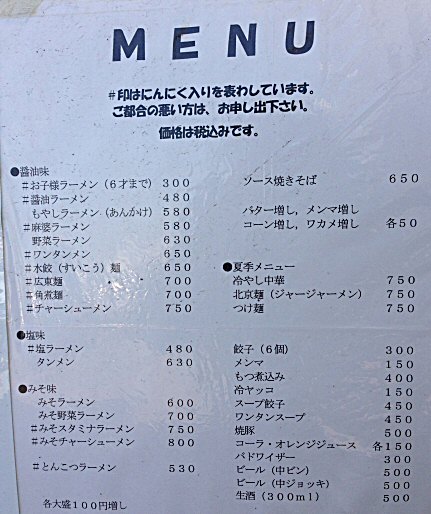 MENU
#印はにんにく入りを表わしています。
ご都合の悪い方は、お申し出下さい。
価格は税込みです。
●醤油味
#お子様ラーメン（6才まで） 300
#醤油ラーメン 480
もやしラーメン（あんかけ） 580
#麻婆ラーメン 580
野菜ラーメン 630
#ワンタンメン 650
#水餃（すいこう）麺 650
#広東麺 700
#角煮麺 700
#チャーシューメン 750
●塩味
#塩ラーメン 480
タンメン 630
●みそ味
みそラーメン 600
みそ野菜ラーメン 700
#みそスタミナラーメン 750
#みそチャーシューメン 800
#とんこつラーメン 530
各大盛100円増し
ソース焼きそば 650
バター増し，メンマ増し
コーン増し，ワカメ増し 各50
●夏季メニュー
冷やし中華 750
北京麺（ジャージャーメン） 750
つけ麺 750
餃子（6個） 300
メンマ 150
もつ煮込み 400
冷ヤッコ 150
スープ餃子 450
ワンタンスープ 450
焼豚 500
コーラ・オレンジジュース 各150
バドワイザー 300
ビール（中ビン） 500
ビール（中ジョッキ） 500
生酒（300ml） 500